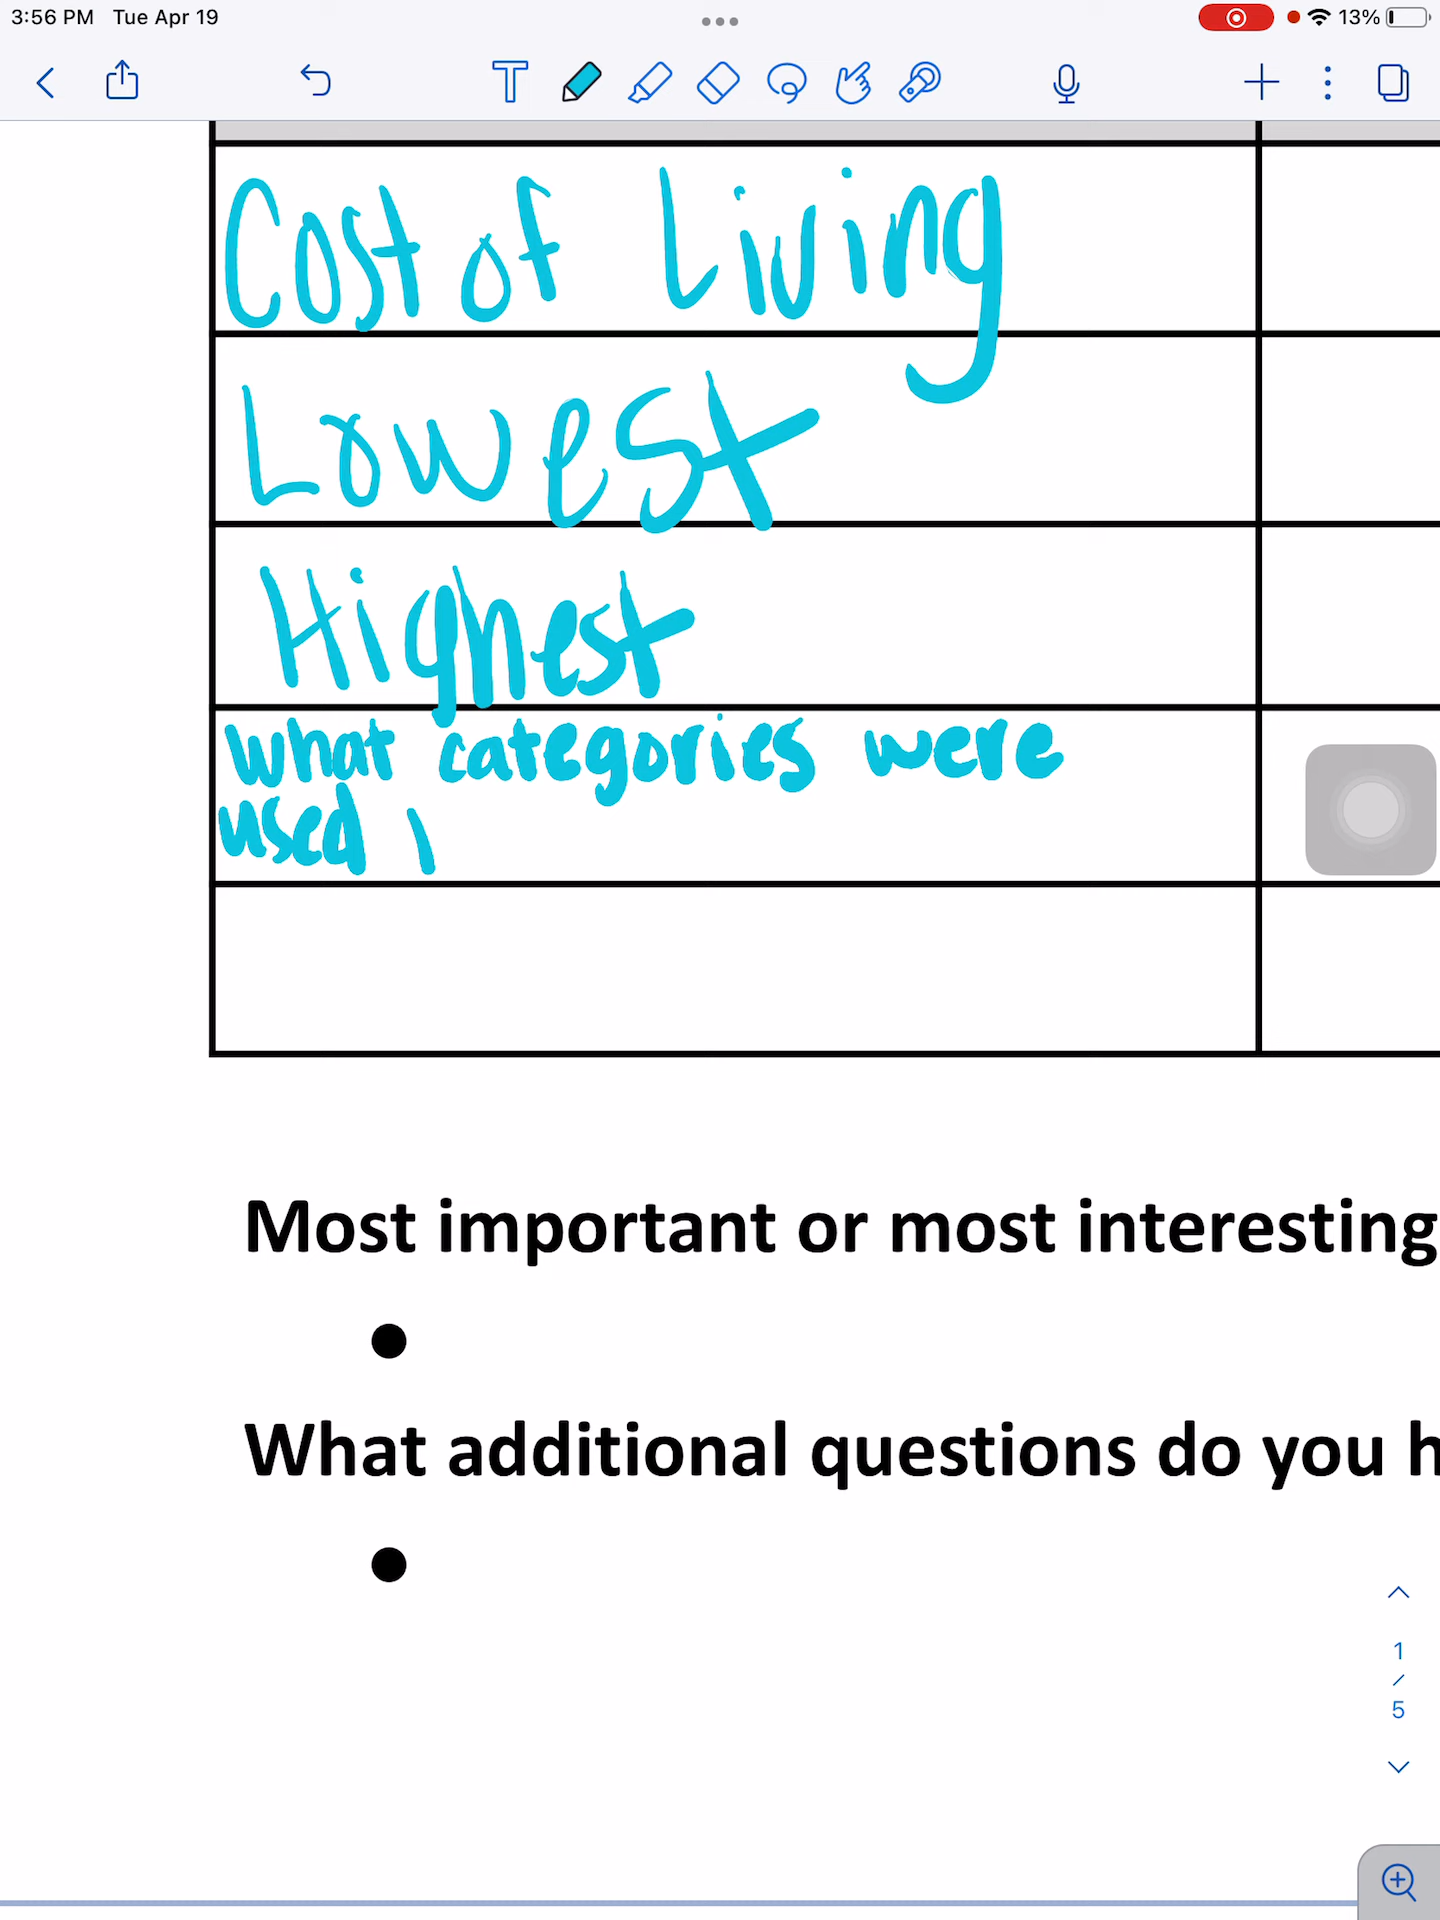 3:56 PM Tue Apr 19
13%
Cost of Living
Lowest
Highest
What categories were
used i
Most important or most interesting
What additional questions do you h
1
/
5